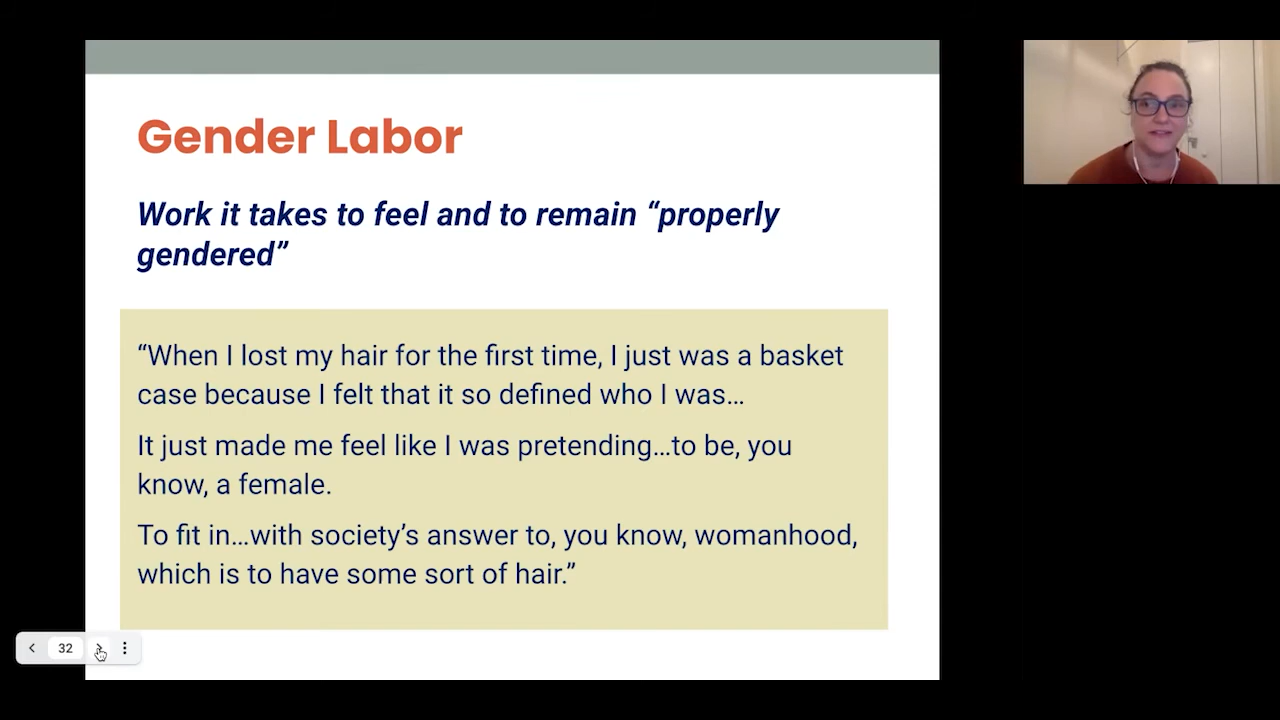 Gender Labor
Work it takes to feel and to remain “properly
gendered”
“When I lost my hair for the first time, I just was a basket
case because I felt that it so defined who I was…
It just made me feel like I was pretending…to be, you
know, a female.
To fit in…with society’s answer to, you know, womanhood,
which is to have some sort of hair.”
32